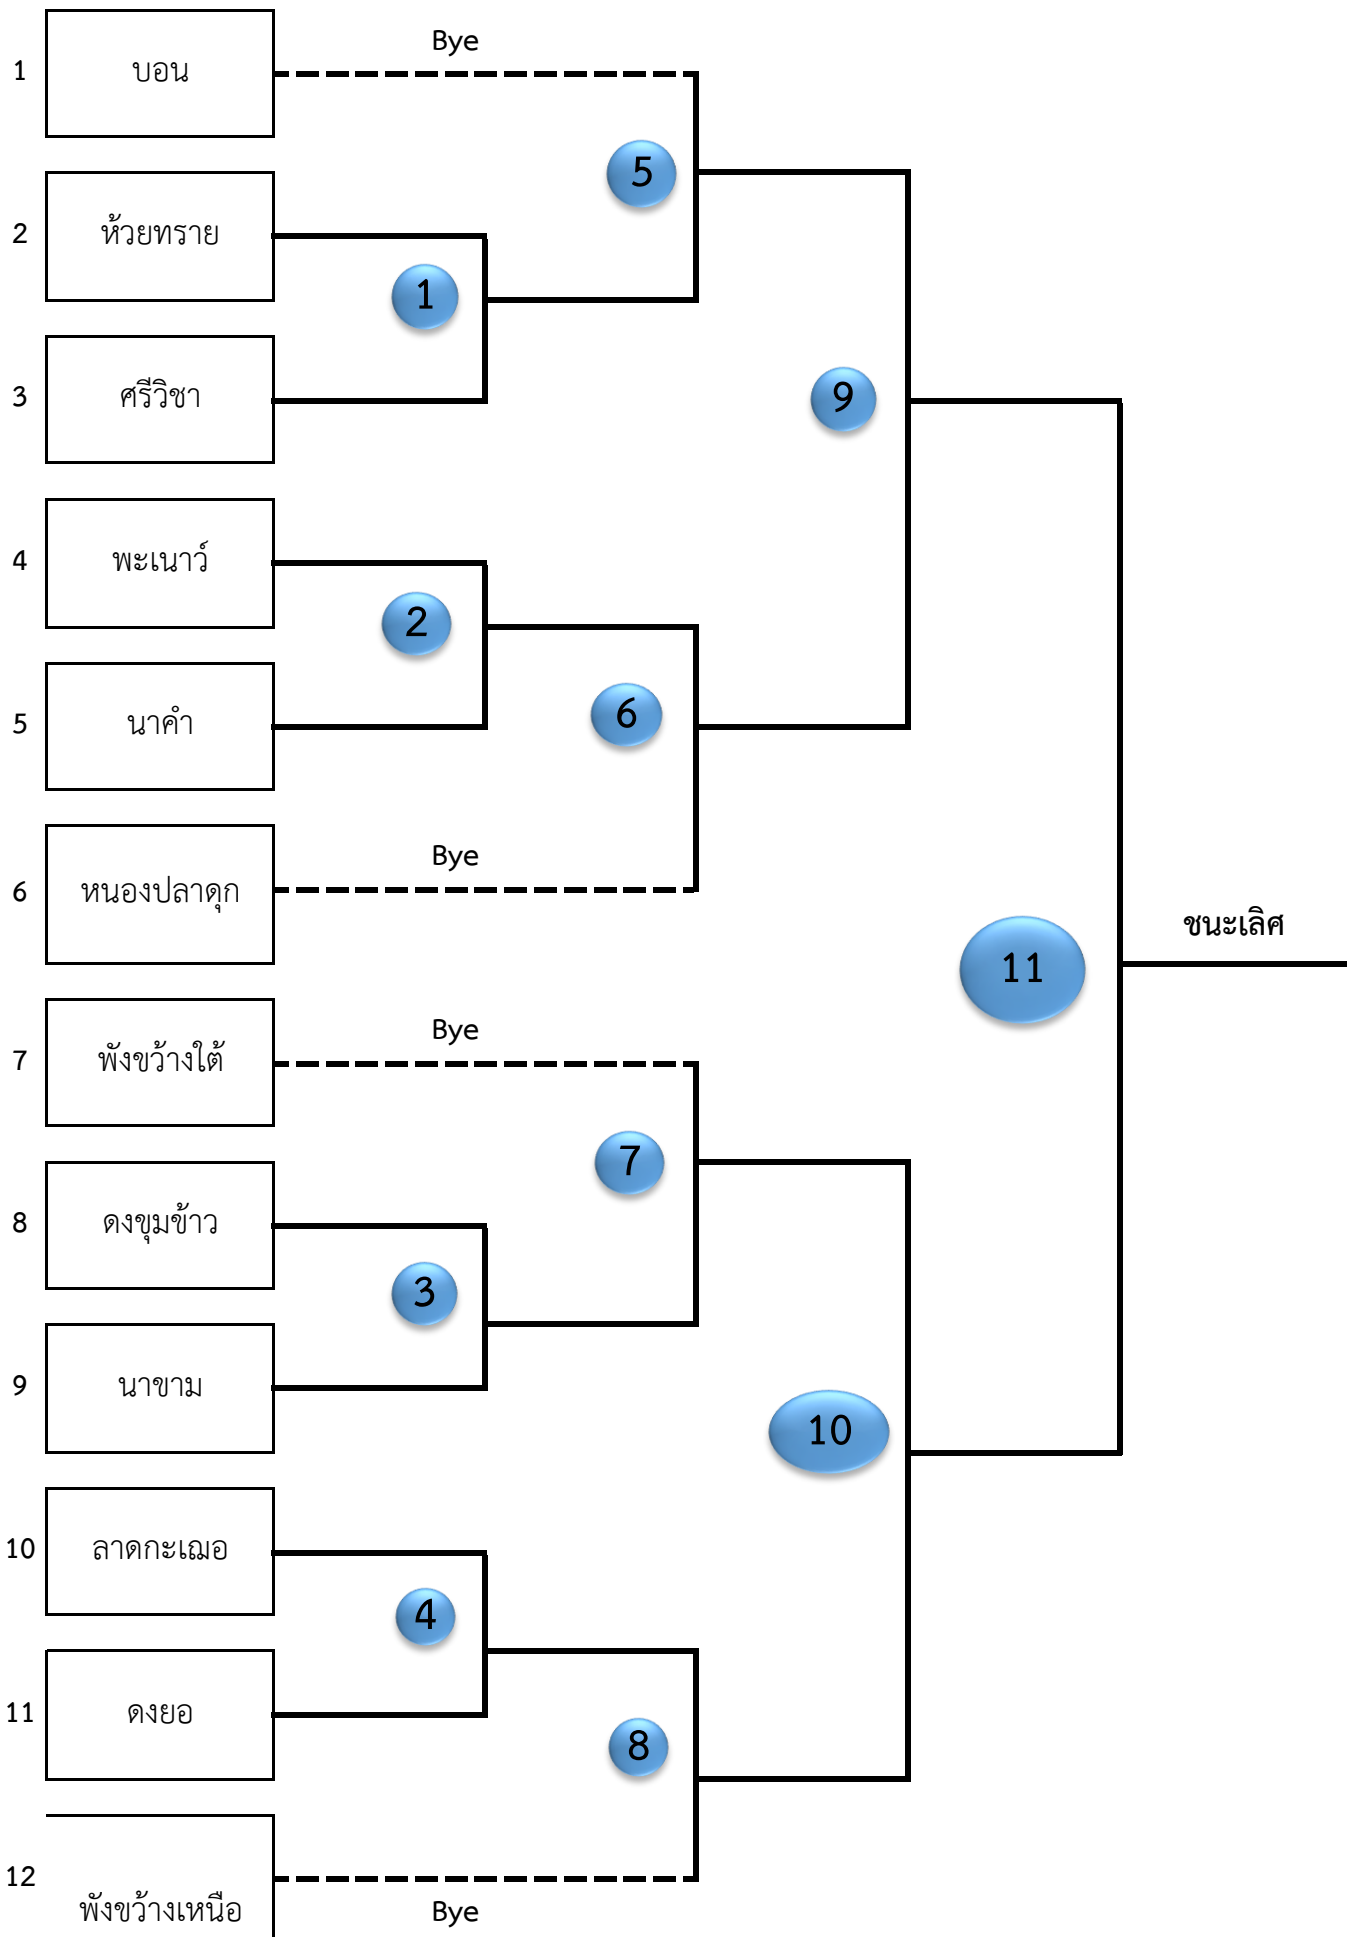 Bye
1 บอน
5
2 ห้วยทราย
1
3 ศรีวิชา
9
4 พะเนาว์
2
6
5 นาคำ
Bye
6 หนองปลาดุก
ชนะเลิศ
11
Bye
7 พังขว้างใต้
7
8 ดงขุมข้าว
3
9 นาขาม
10
10 ลาดกะเฌอ
4
11 ดงยอ
8
12 พังขว้างเหนือ
Bye